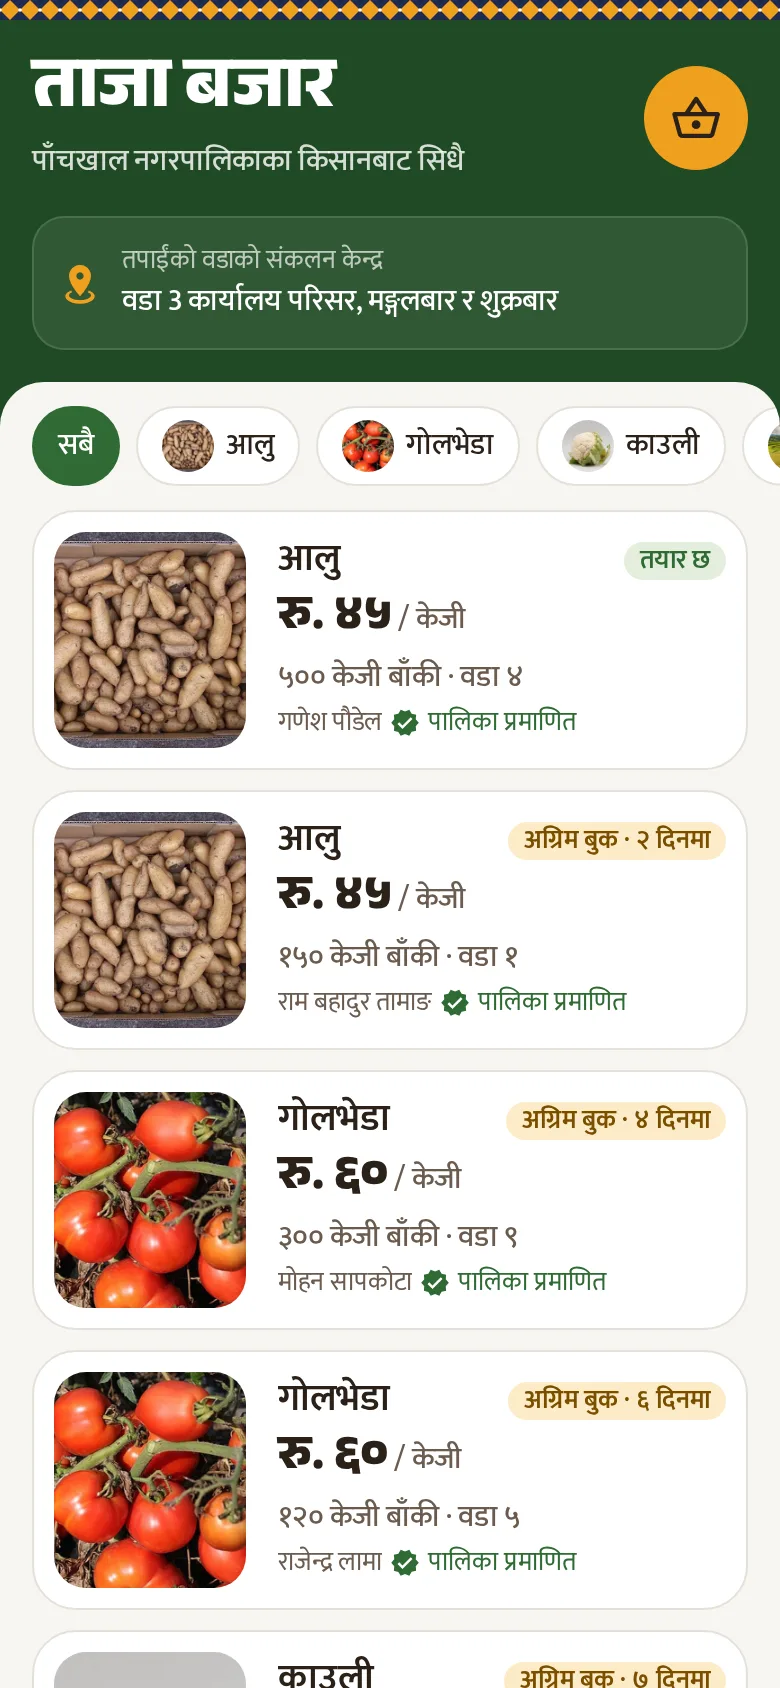 ताजा बजार
पाँचखाल नगरपालिकाका किसानबाट सिधै
तपाईंको वडाको संकलन केन्द्र
वडा 3 कार्यालय परिसर, मङ्गलबार र शुक्रबार
सबै आलु गोलभेडा काउली
आलु तयार छ
रु. ४५ / केजी
५०० केजी बाँकी · वडा ४
गणेश पौडेल पालिका प्रमाणित
आलु अग्रिम बुक · २ दिनमा
रु. ४५ / केजी
१५० केजी बाँकी · वडा १
राम बहादुर तामाङ पालिका प्रमाणित
गोलभेडा अग्रिम बुक · ४ दिनमा
रु. ६० / केजी
३०० केजी बाँकी · वडा ९
मोहन सापकोटा पालिका प्रमाणित
गोलभेडा अग्रिम बुक · ६ दिनमा
रु. ६० / केजी
१२० केजी बाँकी · वडा ५
राजेन्द्र लामा पालिका प्रमाणित
काउली अग्रिम बुक · ७ दिनमा